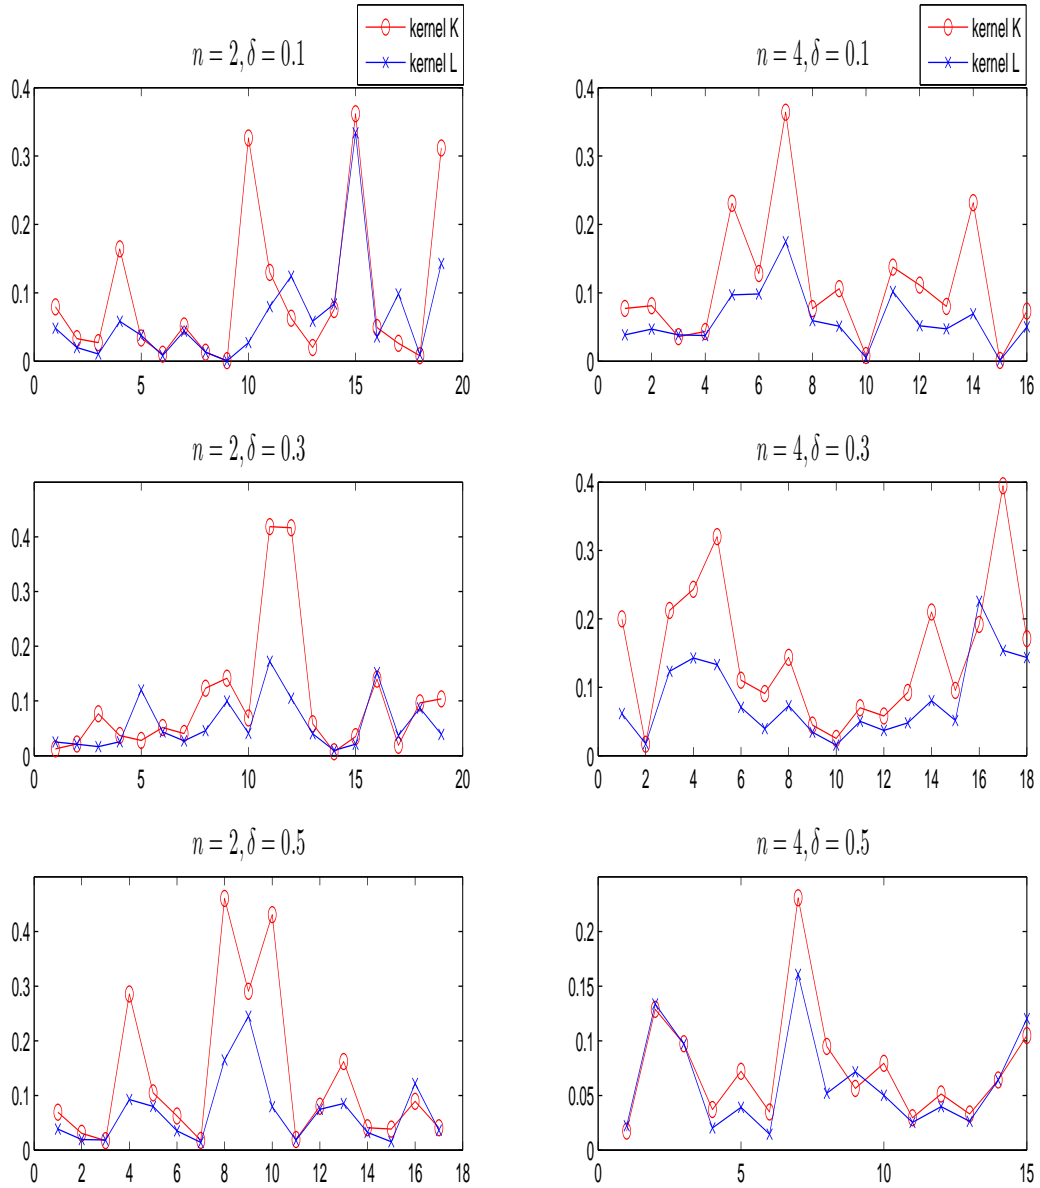 kernel K
kernel L
n = 2, δ = 0.1
0.4
0.3
0.2
0.1
0
0 5 10 15 20
kernel K
kernel L
n = 4, δ = 0.1
0.4
0.3
0.2
0.1
0
0 2 4 6 8 10 12 14 16
n = 2, δ = 0.3
0.4
0.3
0.2
0.1
0
0 5 10 15 20
n = 4, δ = 0.3
0.4
0.3
0.2
0.1
0
0 2 4 6 8 10 12 14 16 18
n = 2, δ = 0.5
0.4
0.3
0.2
0.1
0
0 2 4 6 8 10 12 14 16 18
n = 4, δ = 0.5
0.2
0.15
0.1
0.05
0
0 5 10 15